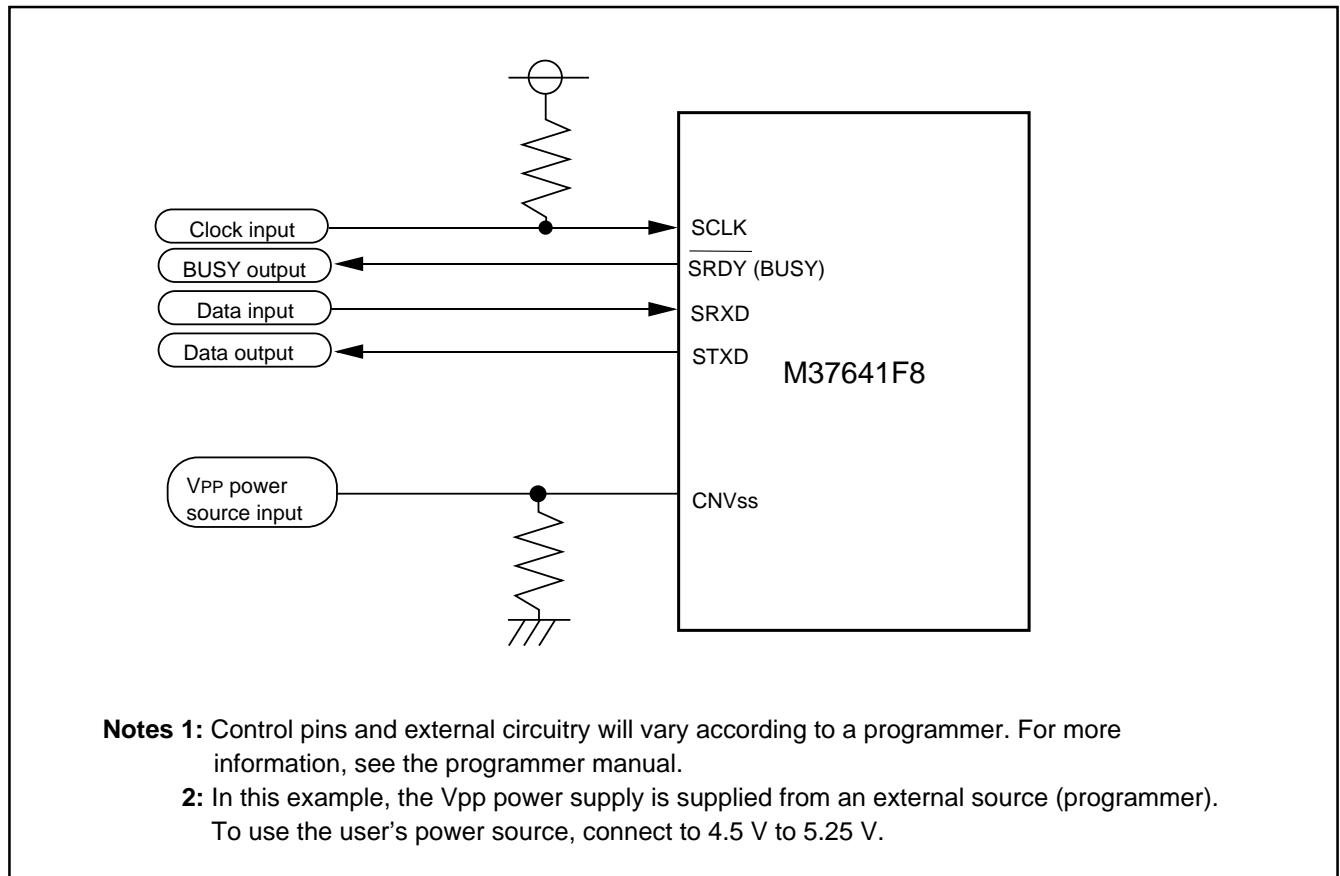 Clock input
SCLK
BUSY output
SRDY (BUSY)
Data input
SRXD
Data output
STXD
M37641F8
VPP power
source input
CNVss
Notes 1: Control pins and external circuitry will vary according to a programmer. For more
information, see the programmer manual.
2: In this example, the Vpp power supply is supplied from an external source (programmer).
To use the user's power source, connect to 4.5 V to 5.25 V.